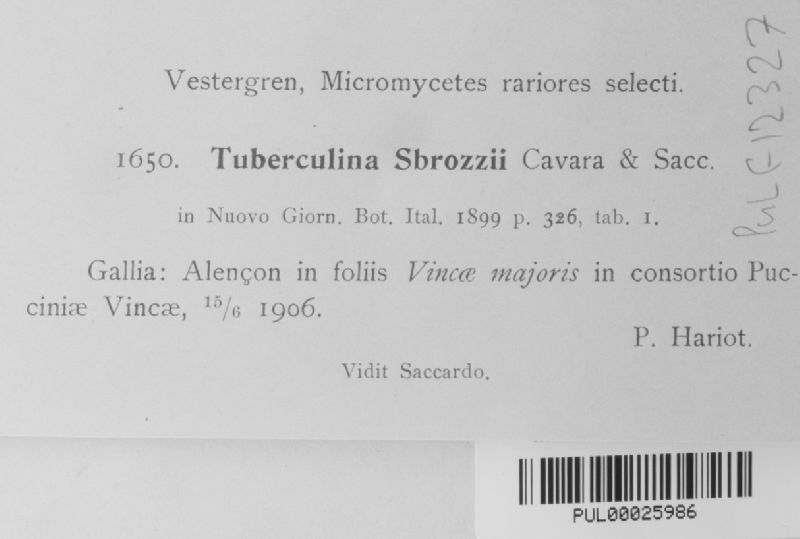 Vestergren, Micromycetes rariores selecti.
1650. Tuberculina Sbrozzii Cavara & Sacc.
in Nuovo Giorn. Bot. Ital. 1899 p. 326, tab. 1.
Gallia: Alençon in foliis Vincæ majoris in consortio Puc-
ciniæ Vincæ, 15/6 1906.
P. Hariot.
Vidit Saccardo.
PUL F-12327
PUL00025986